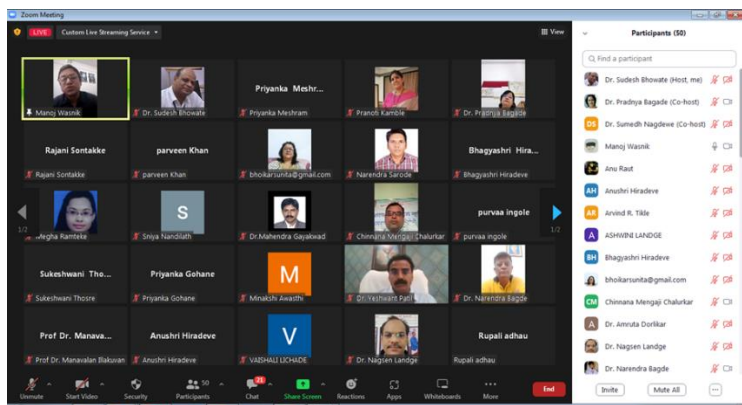 Zoom Meeting
LIVE Custom Live Streaming Service
View
Manoj Wasnik
Dr. Sudesh Bhowate
Priyanka Meshr...
Priyanka Meshram
Pranoti Kamble
Dr. Pradnya Bagade
Rajani Sontakke
Rajani Sontakke
parveen Khan
parveen Khan
bhoikarsunita@gmail.com
Narendra Sarode
Bhagyashri Hira...
Bhagyashri Hiradeve
1/2
Megha Ramteke
S
Sniya Nandilath
Dr.Mahendra Gayakwad
Chinnana Mengaji Chalurkar
purvaa ingole
purvaa ingole
1/2
Sukeshwani Tho...
Sukeshwani Thosre
Priyanka Gohane
Priyanka Gohane
M
Minakshi Awasthi
Dr. Yeshwant Patil
Dr. Narendra Bagde
Prof Dr. Manava...
Prof Dr. Manavalan Ilakuvan
Anushri Hiradeve
Anushri Hiradeve
V
VAISHALI LICHADE
Dr. Nagsen Landge
Rupali adhau
Rupali adhau
Unmute
Start Video
Security
50
Participants
21
Chat
Share Screen
Reactions
Apps
Whiteboards
More
End
Participants (50)
Find a participant
Dr. Sudesh Bhowate (Host, me)
Dr. Pradnya Bagade (Co-host)
DS Dr. Sumedh Nagdewe (Co-host)
Manoj Wasnik
Anu Raut
AH Anushri Hiradeve
AR Arvind R. Tikle
A ASHWINI LANDGE
BH Bhagyashri Hiradeve
bhoikarsunita@gmail.com
CM Chinnana Mengaji Chalurkar
A Dr. Amruta Dorlikar
Dr. Nagsen Landge
Dr. Narendra Bagde
Invite
Mute All
...